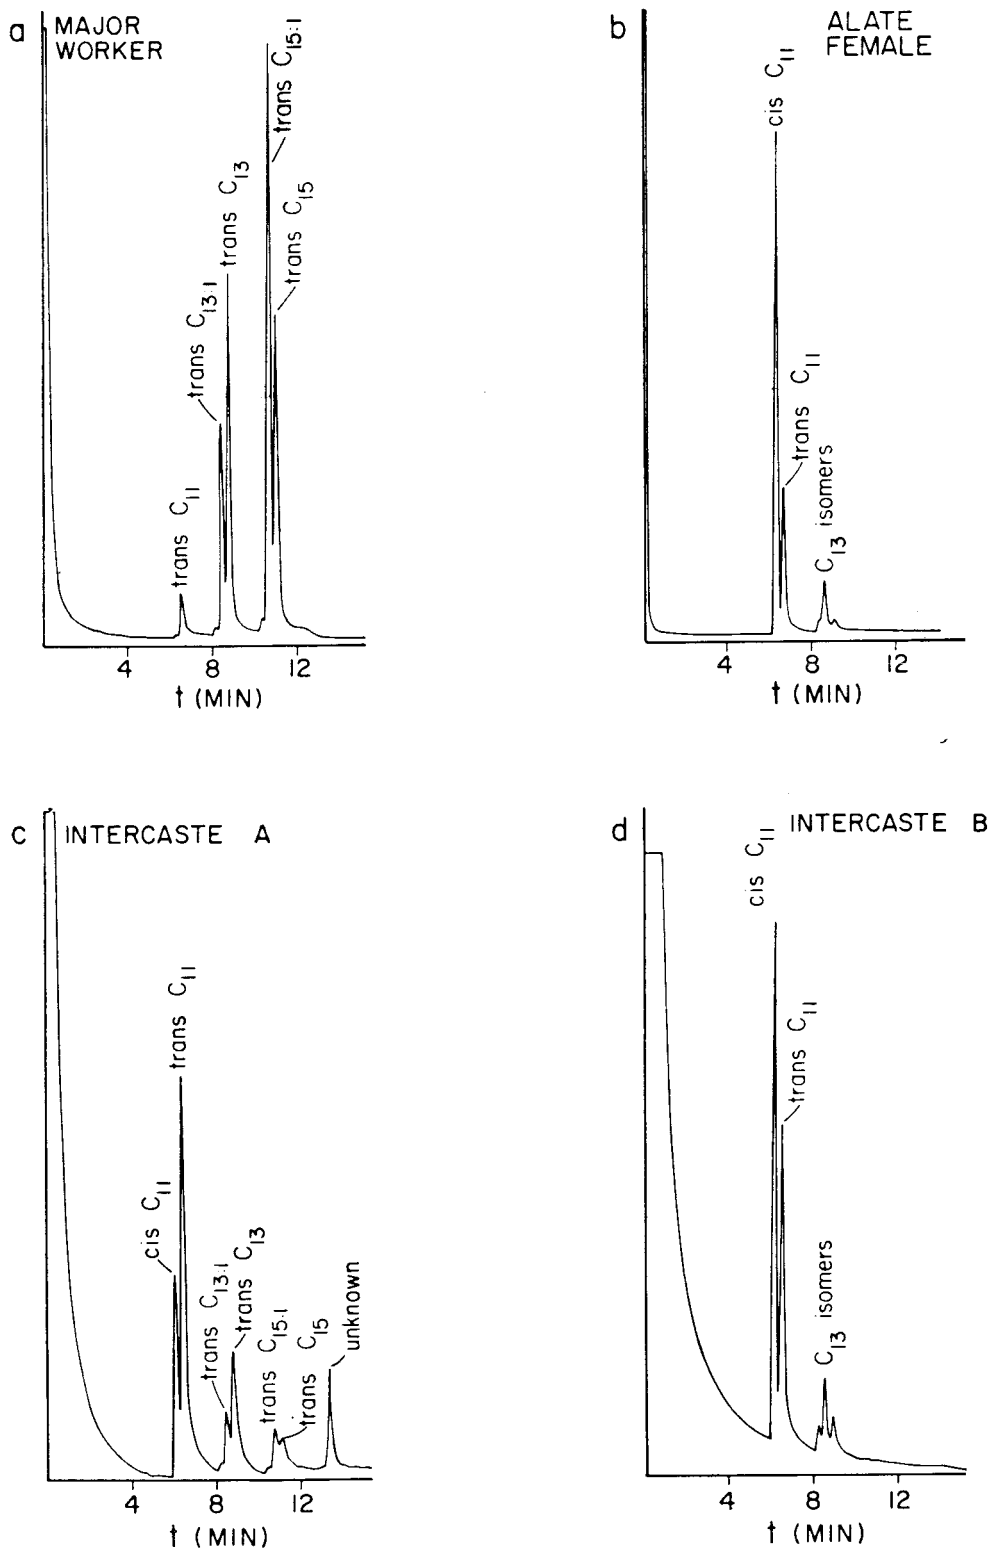 a MAJOR
WORKER
trans C11
trans C13:1
trans C13
trans C15:1
trans C15
4 8 12
t (MIN)
b ALATE
FEMALE
cis C11
trans C11
C13 isomers
4 8 12
t (MIN)
c INTERCASTE A
cis C11
trans C11
trans C13:1
trans C13
trans C15:1
trans C15
unknown
4 8 12
t (MIN)
d INTERCASTE B
cis C11
trans C11
C13 isomers
4 8 12
t (MIN)